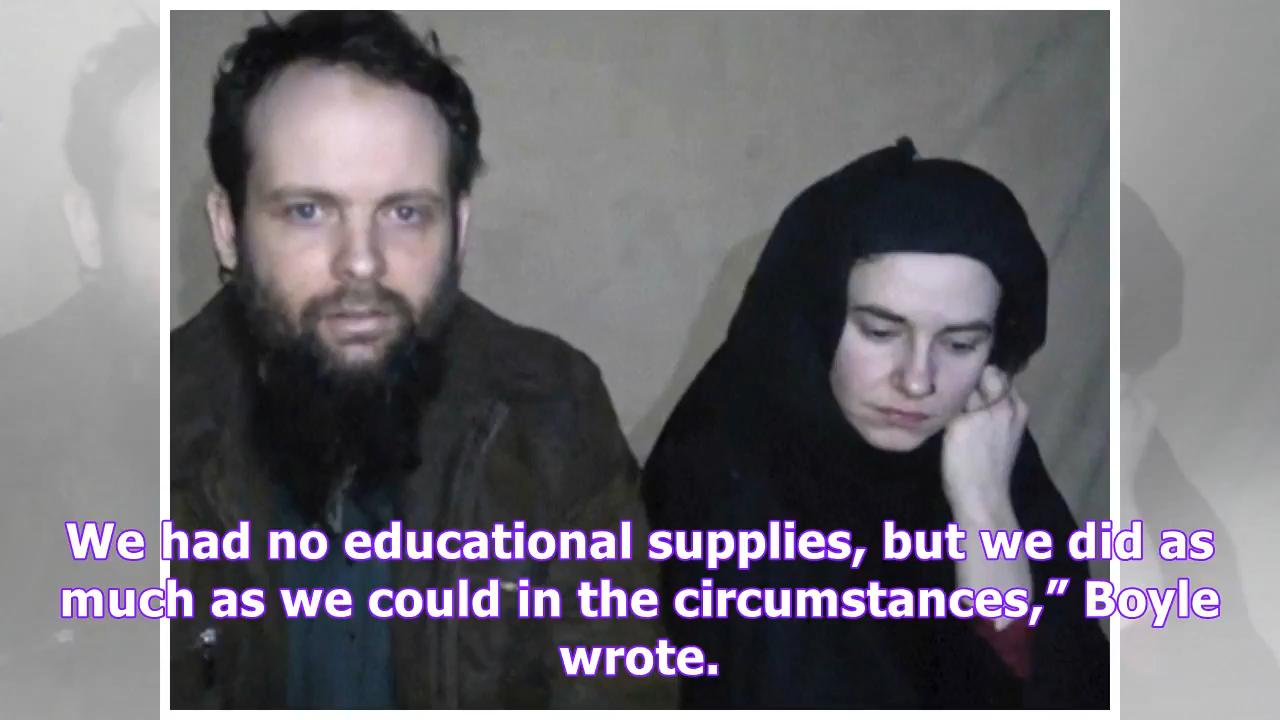 We had no educational supplies, but we did as
much as we could in the circumstances,” Boyle
wrote.